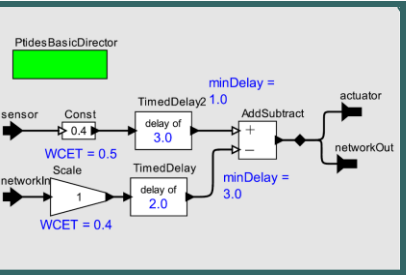 PtidesBasicDirector
minDelay =
1.0
actuator
sensor
Const
TimedDelay2
AddSubtract
0.4
delay of
3.0
+
−
networkOut
WCET = 0.5
networkIn
Scale
TimedDelay
minDelay =
3.0
1
delay of
2.0
WCET = 0.4